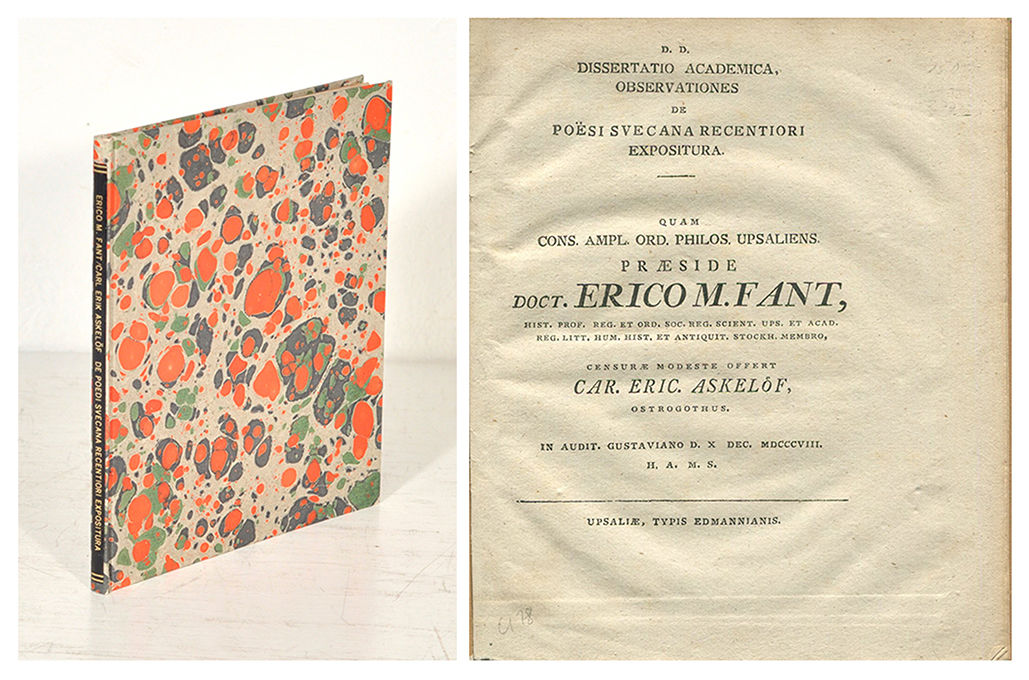 ERICO M. FANT/CARL ERIK ASKELÖF DE POEDI SVECANA RECENTIORI EXPOSITURA
D. D.
DISSERTATIO ACADEMICA,
OBSERVATIONES
DE
POËSI SVECANA RECENTIORI
EXPOSITURA.
QUAM
CONS. AMPL. ORD. PHILOS. UPSALIENS.
PRÆSIDE
DOCT. ERICO M. FANT,
HIST. PROF. REG. ET ORD. SOC. REG. SCIENT. UPS. ET ACAD.
REG. LITT. HUM. HIST. ET ANTIQUIT. STOCKH. MEMBRO,
CENSURÆ MODESTE OFFERT
CAR. ERIC. ASKELÖF,
OSTROGOTHUS.
IN AUDIT. GUSTAVIANO D. X DEC. MDCCCVIII.
H. A. M. S.
UPSALIÆ, TYPIS EDMANNIANIS.